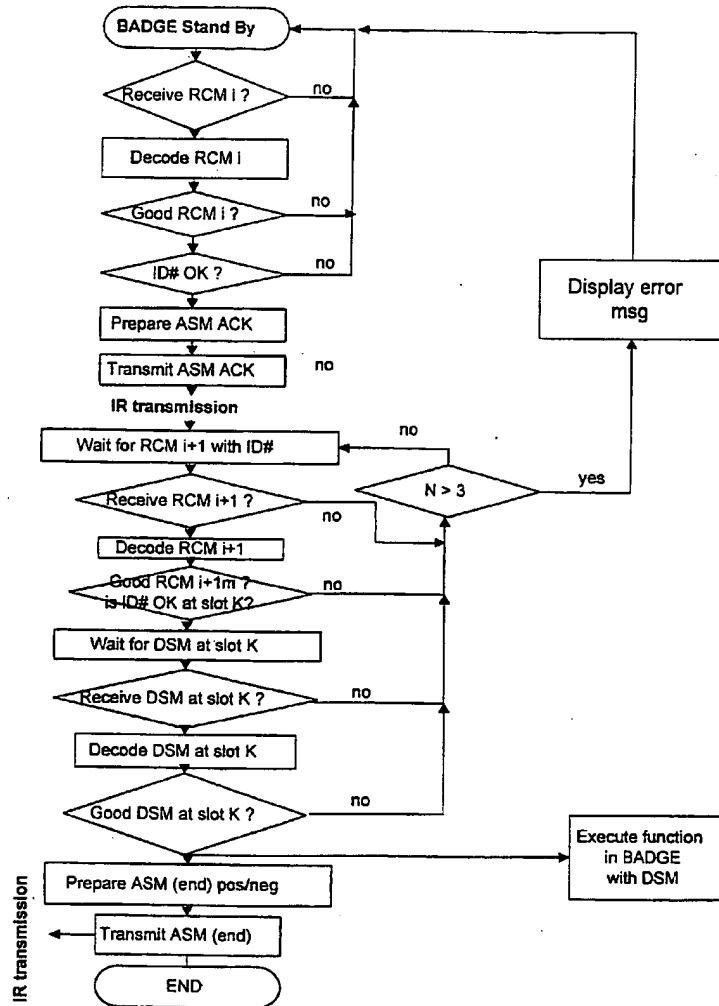 BADGE Stand By
Receive RCM i ?
no
Decode RCM i
Good RCM i ?
no
ID# OK ?
no
Display error
msg
Prepare ASM ACK
Transmit ASM ACK
no
IR transmission
no
Wait for RCM i+1 with ID#
N > 3
yes
Receive RCM i+1 ?
no
Decode RCM i+1
Good RCM i+1m ?
is ID# OK at slot K?
no
Wait for DSM at slot K
Receive DSM at slot K ?
no
Decode DSM at slot K
Good DSM at slot K ?
no
Execute function
in BADGE
with DSM
Prepare ASM (end) pos/neg
Transmit ASM (end)
IR transmission
END